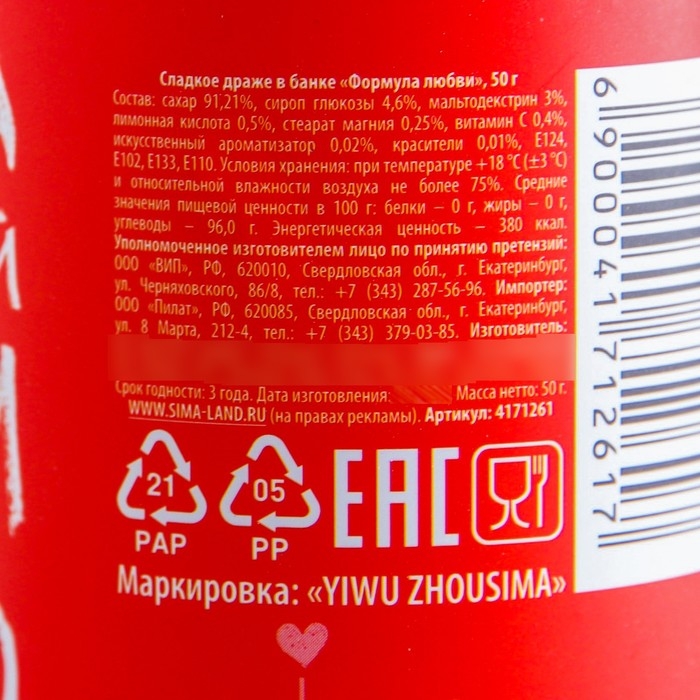 Сладкое драже в банке «Формула любви», 50 г
Состав: сахар 91,21%, сироп глюкозы 4,6%, мальтодекстрин 3%,
лимонная кислота 0,5%, стеарат магния 0,25%, витамин С 0,4%,
искусственный ароматизатор 0,02%, красители 0,01%, Е124,
Е102, Е133, Е110. Условия хранения: при температуре +18 °С (±3 °С)
и относительной влажности воздуха не более 75%. Средние
значения пищевой ценности в 100 г: белки – 0 г, жиры – 0 г,
углеводы – 96,0 г. Энергетическая ценность – 380 ккал.
Уполномоченное изготовителем лицо по принятию претензий:
ООО «ВИП», РФ, 620010, Свердловская обл., г. Екатеринбург,
ул. Черняховского, 86/8, тел.: +7 (343) 287-56-96. Импортер:
ООО «Пилат», РФ, 620085, Свердловская обл., г. Екатеринбург,
ул. 8 Марта, 212-4, тел.: +7 (343) 379-03-85. Изготовитель:
Срок годности: 3 года. Дата изготовления: Масса нетто: 50 г.
WWW.SIMA-LAND.RU (на правах рекламы). Артикул: 4171261
21 PAP
05 PP
EAC
Маркировка: «YIWU ZHOUSIMA»
6 900041 712617